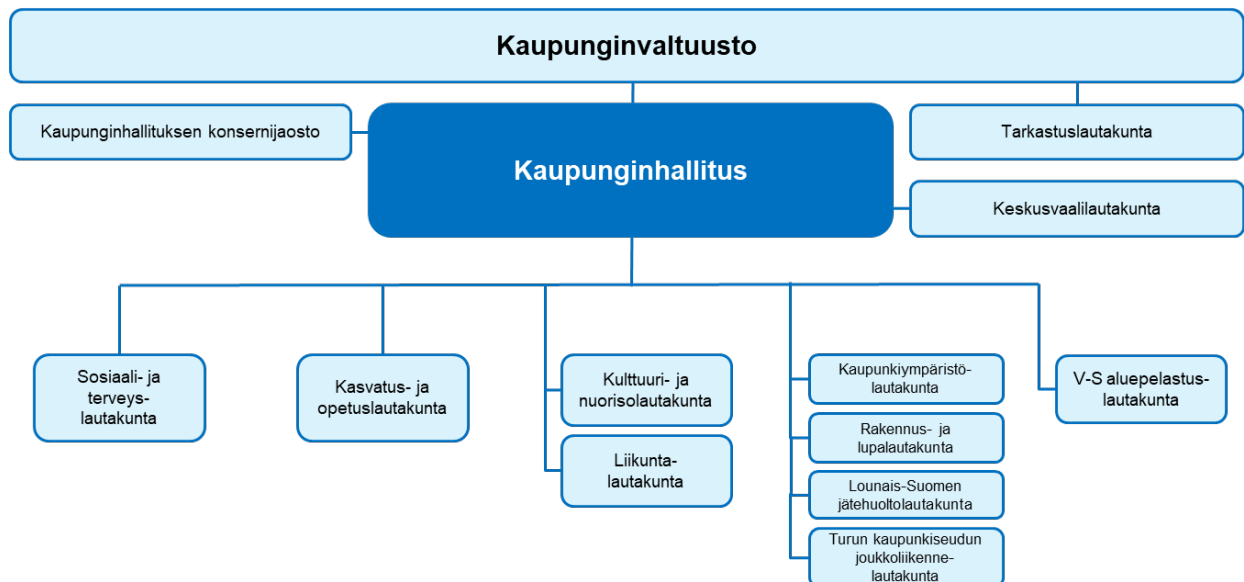 Kaupunginvaltuusto
Kaupunginhallituksen konsernijaosto
Kaupunginhallitus
Tarkastuslautakunta
Keskusvaalilautakunta
Sosiaali- ja
terveys-
lautakunta
Kasvatus- ja
opetuslautakunta
Kulttuuri- ja
nuorisolautakunta
Liikunta-
lautakunta
Kaupunkiympäristö-
lautakunta
Rakennus- ja
lupalautakunta
Lounais-Suomen
jätehuoltolautakunta
Turun kaupunkiseudun
joukkoliikenne-
lautakunta
V-S aluepelastus-
lautakunta